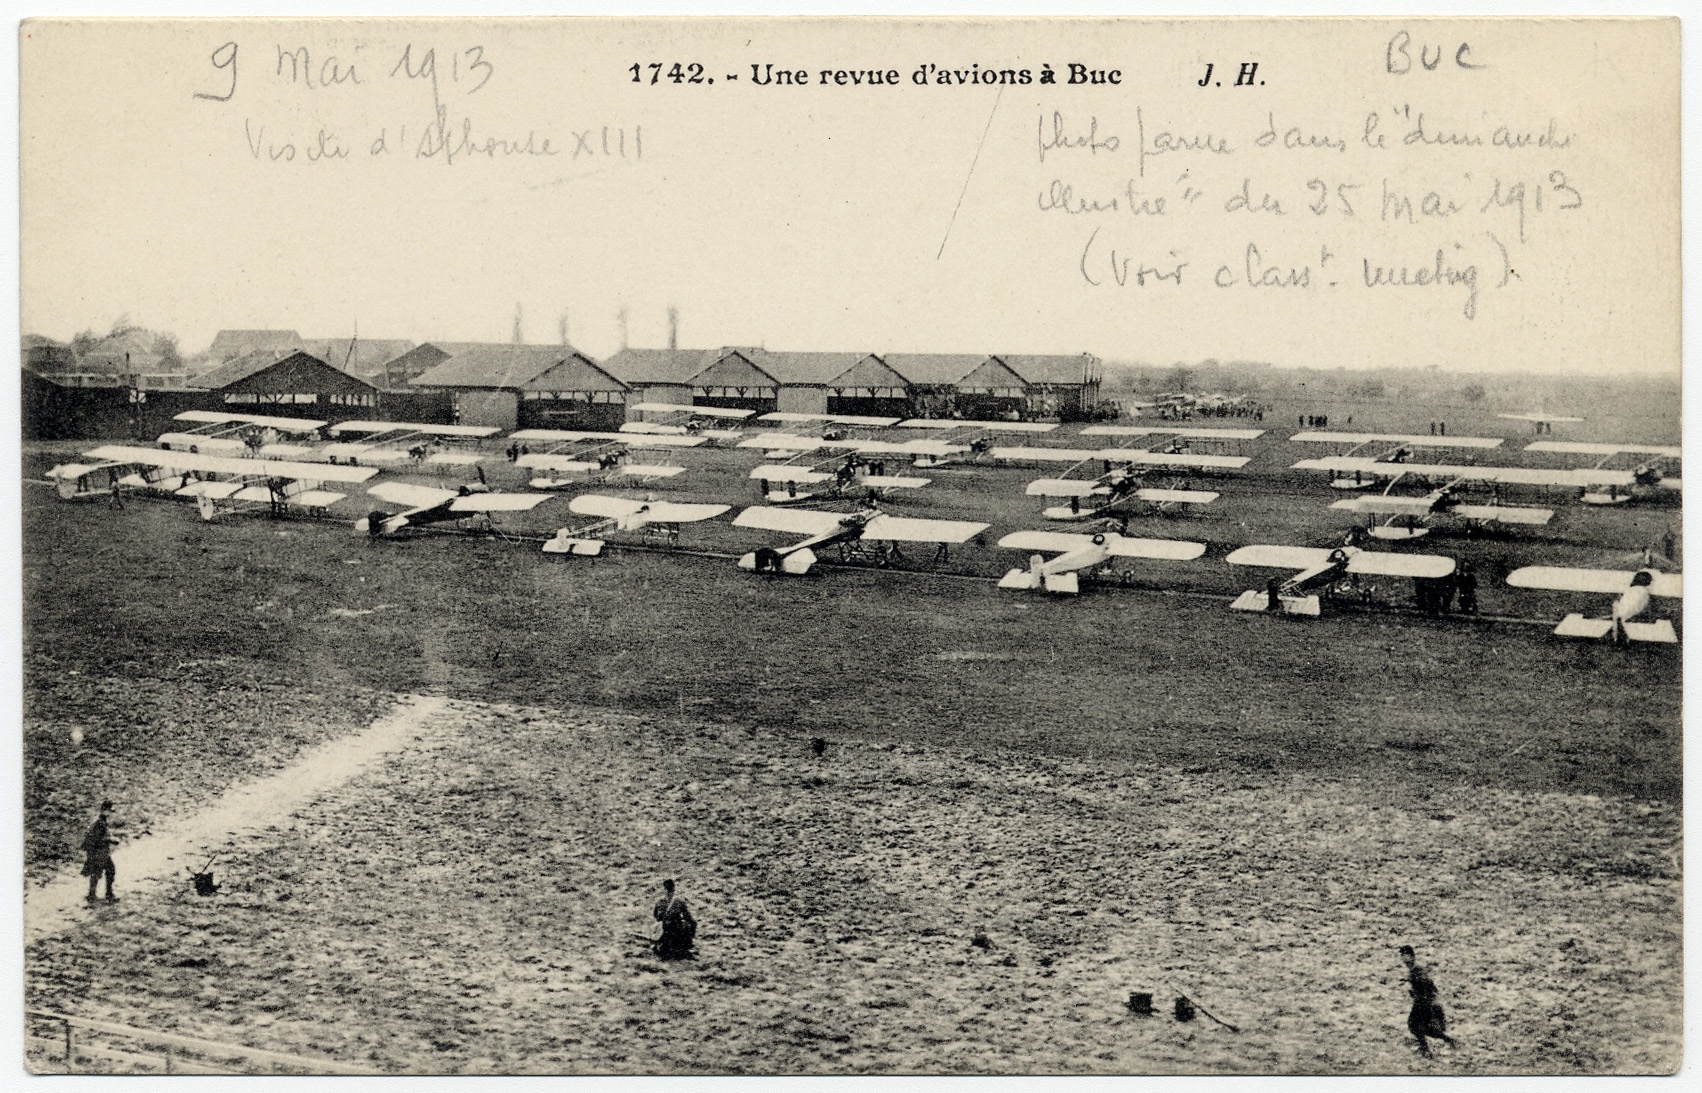 9 Mai 1913
Visite d'Alphonse XIII
1742. - Une revue d'avions à Buc J. H.
BUC
photo parue dans le "dimanche
illustré" du 25 Mai 1913
(Voir classt. meeting).